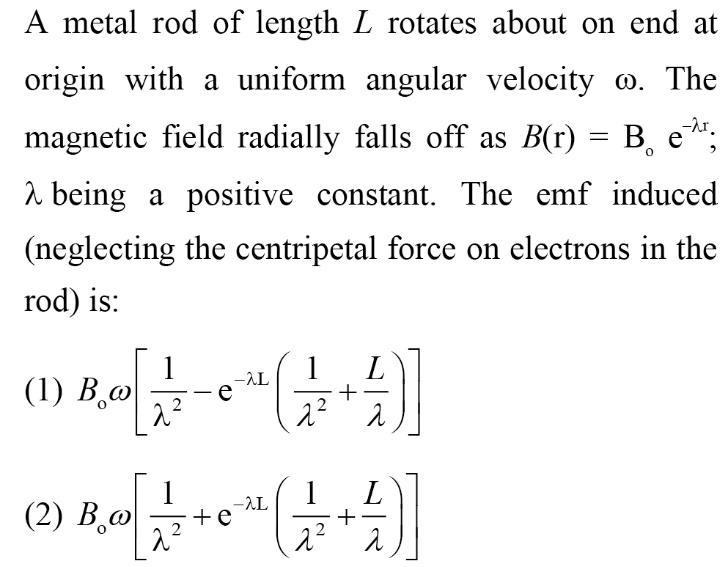 A metal rod of length L rotates about on end at
origin with a uniform angular velocity ω. The
magnetic field radially falls off as B(r) = B₀ e^{-λr};
λ being a positive constant. The emf induced
(neglecting the centripetal force on electrons in the
rod) is:
(1) B₀ω[1/λ² − e^{-λL}(1/λ² + L/λ)]
(2) B₀ω[1/λ² + e^{-λL}(1/λ² + L/λ)]